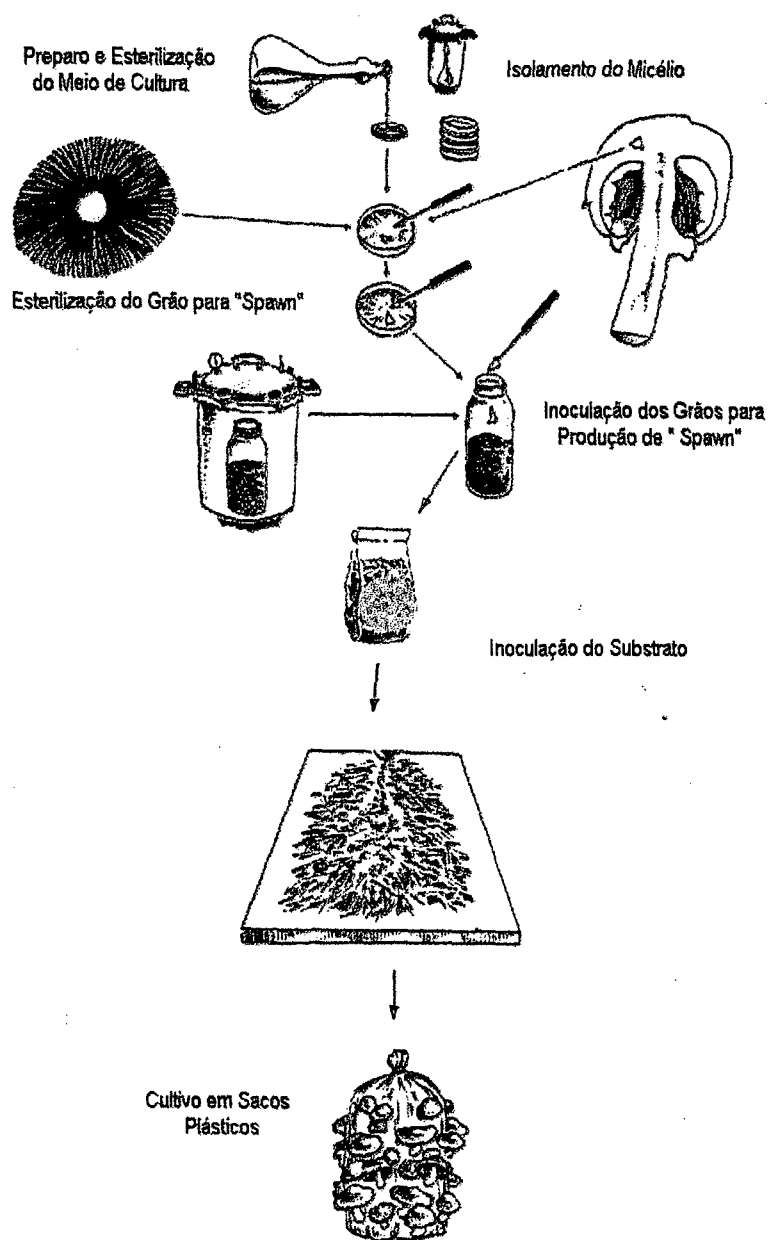 Preparo e Esterilização
do Meio de Cultura
Isolamento do Micélio
Esterilização do Grão para "Spawn"
Inoculação dos Grãos para
Produção de " Spawn"
Inoculação do Substrato
Cultivo em Sacos
Plásticos